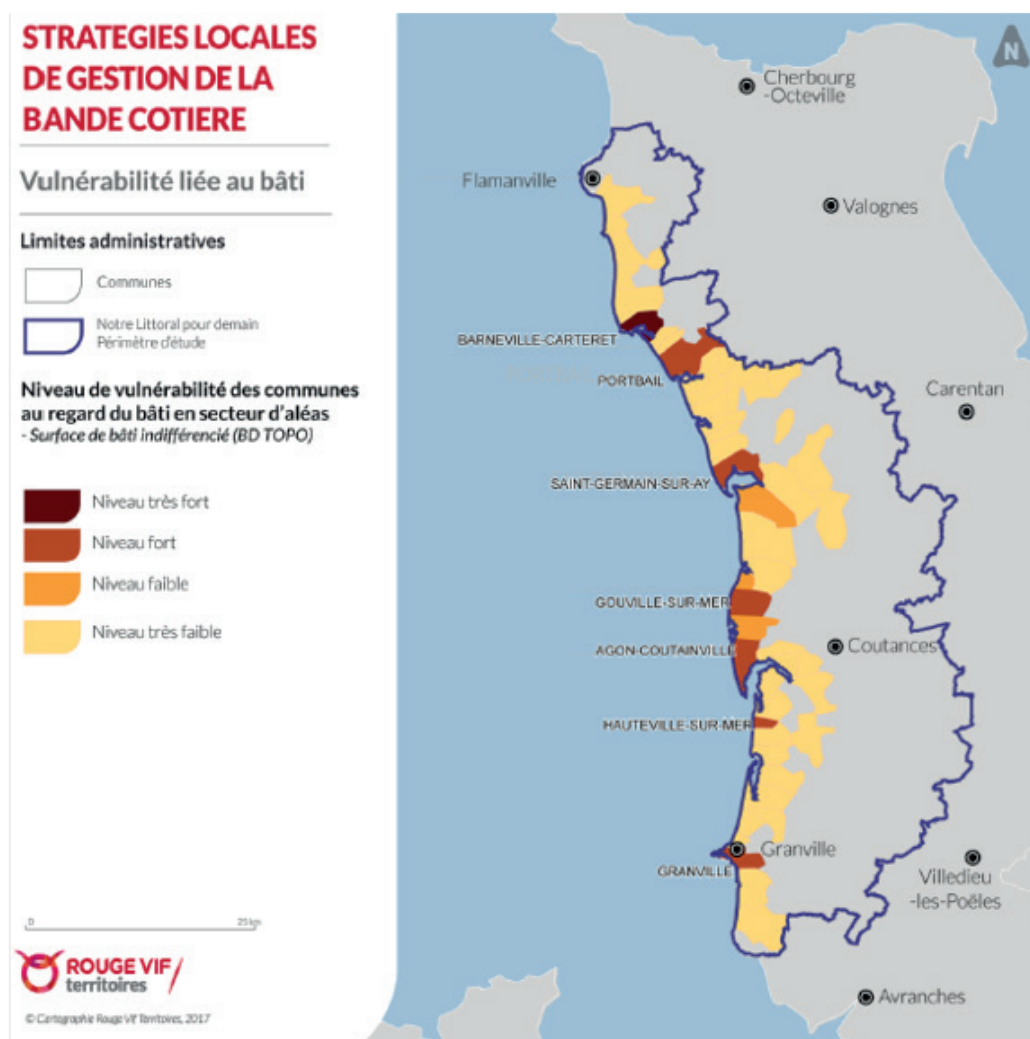 STRATEGIES LOCALES
DE GESTION DE LA
BANDE COTIERE
Vulnérabilité liée au bâti
Limites administratives
Communes
Notre Littoral pour demain
Périmètre d'étude
Niveau de vulnérabilité des communes
au regard du bâti en secteur d'aléas
- Surface de bâti indifférencié (BD TOPO)
Niveau très fort
Niveau fort
Niveau faible
Niveau très faible
0
25 km
ROUGE VIF
territoires
© Cartographie Rouge Vif Territoires, 2017
N
Cherbourg
-Octeville
Flamanville
Valognes
BARNEVILLE-CARTERET
PORTBAIL
Carentan
SAINT-GERMAIN-SUR-AY
GOUVILLE-SUR-MER
AGON-COUTAINVILLE
Coutances
HAUTEVILLE-SUR-MER
Granville
GRANVILLE
Villedieu
-les-Poëles
Avranches